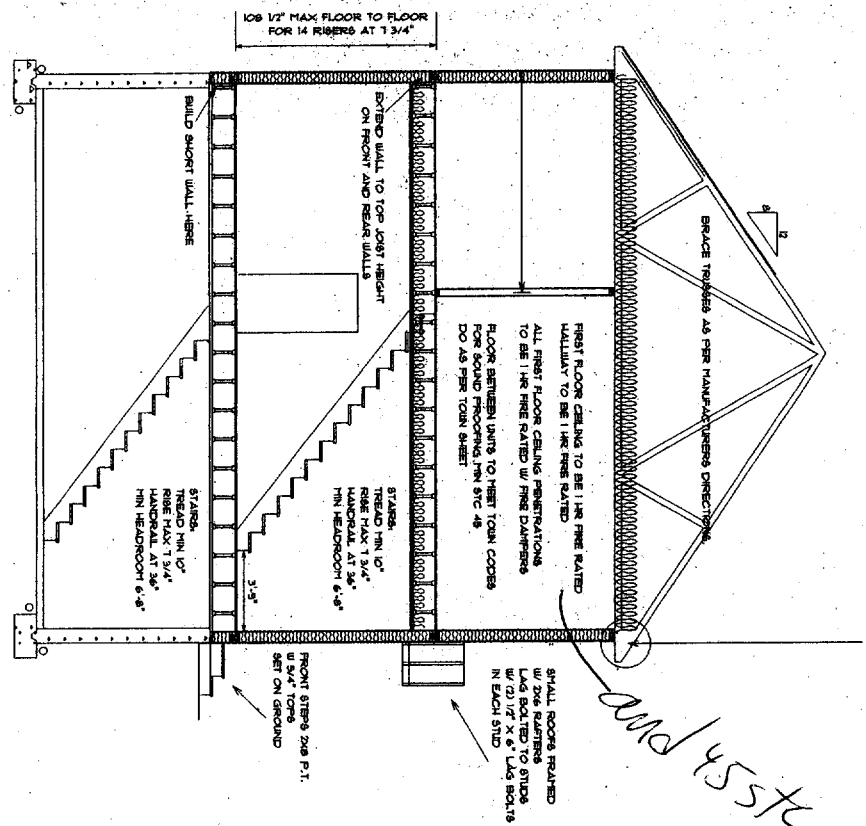 108 1/2" MAX FLOOR TO FLOOR
FOR 14 RISERS AT 7 3/4"
BRACE TRUSSES AS PER MANUFACTURERS DIRECTIONS.
8
12
FIRST FLOOR CEILING TO BE 1 HR FIRE RATED
HALLWAY TO BE 1 HR FIRE RATED
ALL FIRST FLOOR CEILING PENETRATIONS
TO BE 1 HR FIRE RATED W/ FIRE DAMPERS
FLOOR BETWEEN UNITS TO MEET TOWN CODES
FOR SOUND PROOFING, MIN STC 45
DO AS PER TOWN SHEET
and 45 stc
EXTEND WALL TO TOP JOIST HEIGHT
ON FRONT AND REAR WALLS
BUILD SHORT WALL HERE
STAIRS:
TREAD MIN 10"
RISE MAX 7 3/4"
HANDRAIL AT 36"
MIN HEADROOM 6'-8"
3'-5"
STAIRS:
TREAD MIN 10"
RISE MAX 7 3/4"
HANDRAIL AT 36"
MIN HEADROOM 6'-8"
SMALL ROOFS FRAMED
W/ 2X6 RAFTERS
LAG BOLTED TO STUDS
W/ (2) 1/2" X 6" LAG BOLTS
IN EACH STUD
FRONT STEPS 2X8 P.T.
W 5/4" TOPS
SET ON GROUND